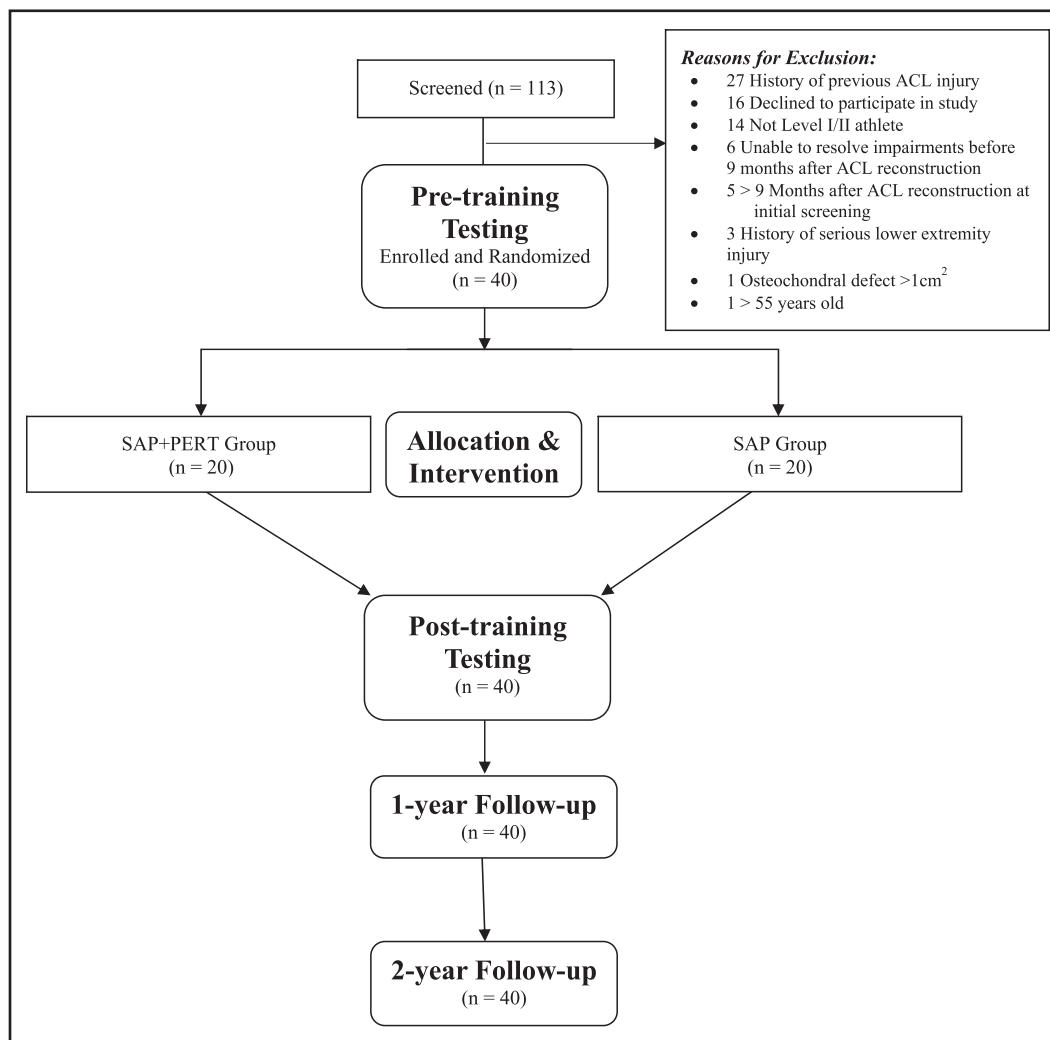 Screened (n = 113)
Reasons for Exclusion:
• 27 History of previous ACL injury
• 16 Declined to participate in study
• 14 Not Level I/II athlete
• 6 Unable to resolve impairments before
9 months after ACL reconstruction
• 5 > 9 Months after ACL reconstruction at
initial screening
• 3 History of serious lower extremity
injury
• 1 Osteochondral defect >1cm²
• 1 > 55 years old
Pre-training
Testing
Enrolled and Randomized
(n = 40)
SAP+PERT Group
(n = 20)
Allocation &
Intervention
SAP Group
(n = 20)
Post-training
Testing
(n = 40)
1-year Follow-up
(n = 40)
2-year Follow-up
(n = 40)